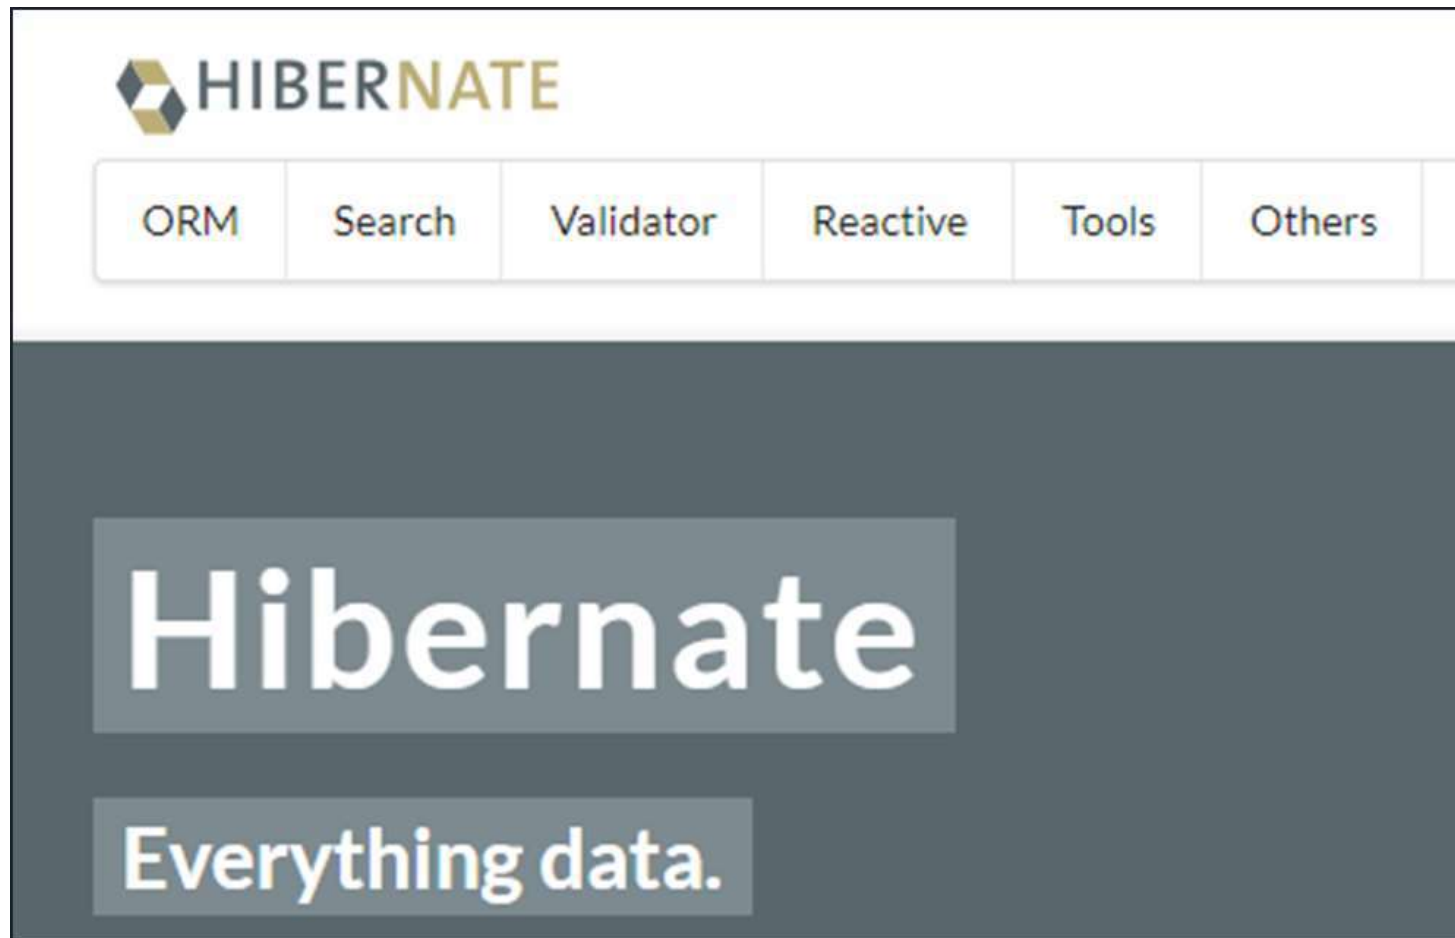 HIBERNATE
ORM Search Validator Reactive Tools Others
Hibernate
Everything data.